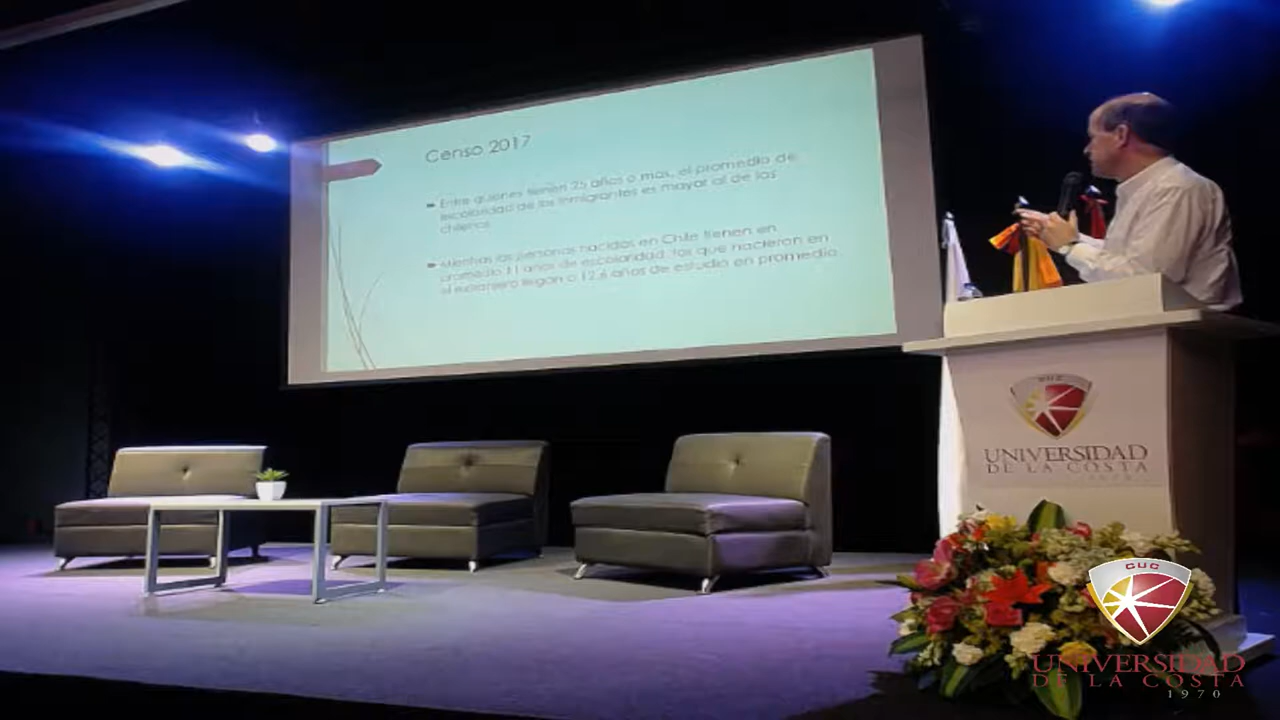 Censo 2017
Entre quienes tienen 25 años o más, el promedio de
escolaridad de los inmigrantes es mayor al de los
chilenos
Mientras las personas nacidas en Chile tienen en
promedio 11 años de escolaridad, los que nacieron en
el extranjero llegan a 12,6 años de estudio en promedio
CUC
UNIVERSIDAD
DE LA COSTA
CUC
UNIVERSIDAD
DE LA COSTA
1970